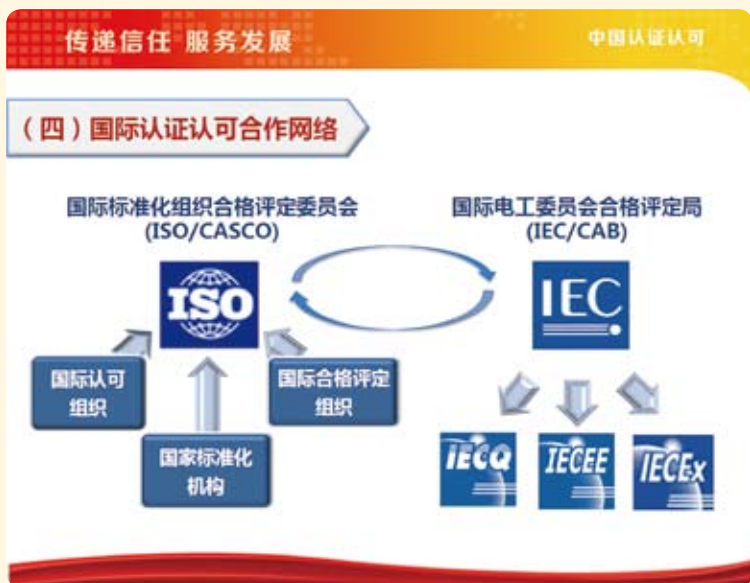 传递信任 服务发展
中国认证认可
（四）国际认证认可合作网络
国际标准化组织合格评定委员会
(ISO/CASCO)
国际电工委员会合格评定局
(IEC/CAB)
ISO
IEC
国际认可
组织
国际合格评定
组织
国家标准化
机构
IECQ
IECEE
IECEx